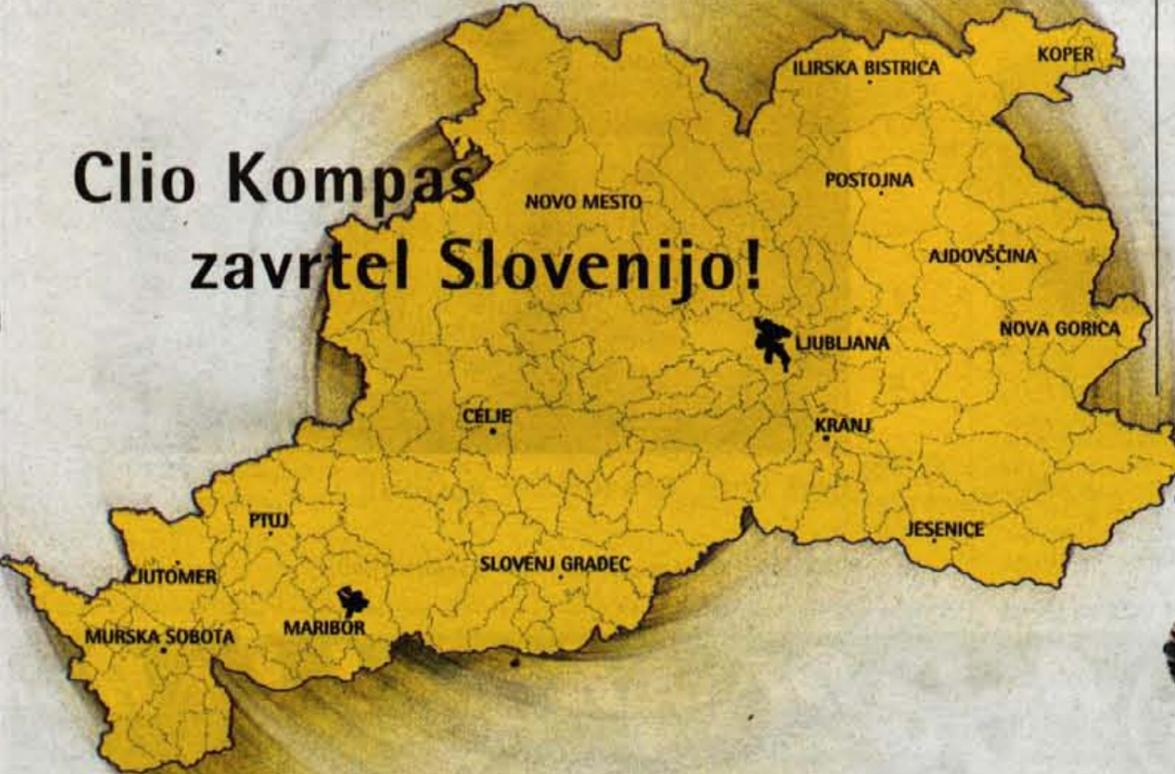 Clio Kompas
zavrtel Slovenijo!
KOPER
ILIRSKA BISTRICA
POSTOJNA
NOVO MESTO
AJDOVŠČINA
NOVA GORICA
LJUBLJANA
CELJE
KRANJ
PTUJ
JESENICE
SLOVENJ GRADEC
LJUTOMER
MARIBOR
MURSKA SOBOTA